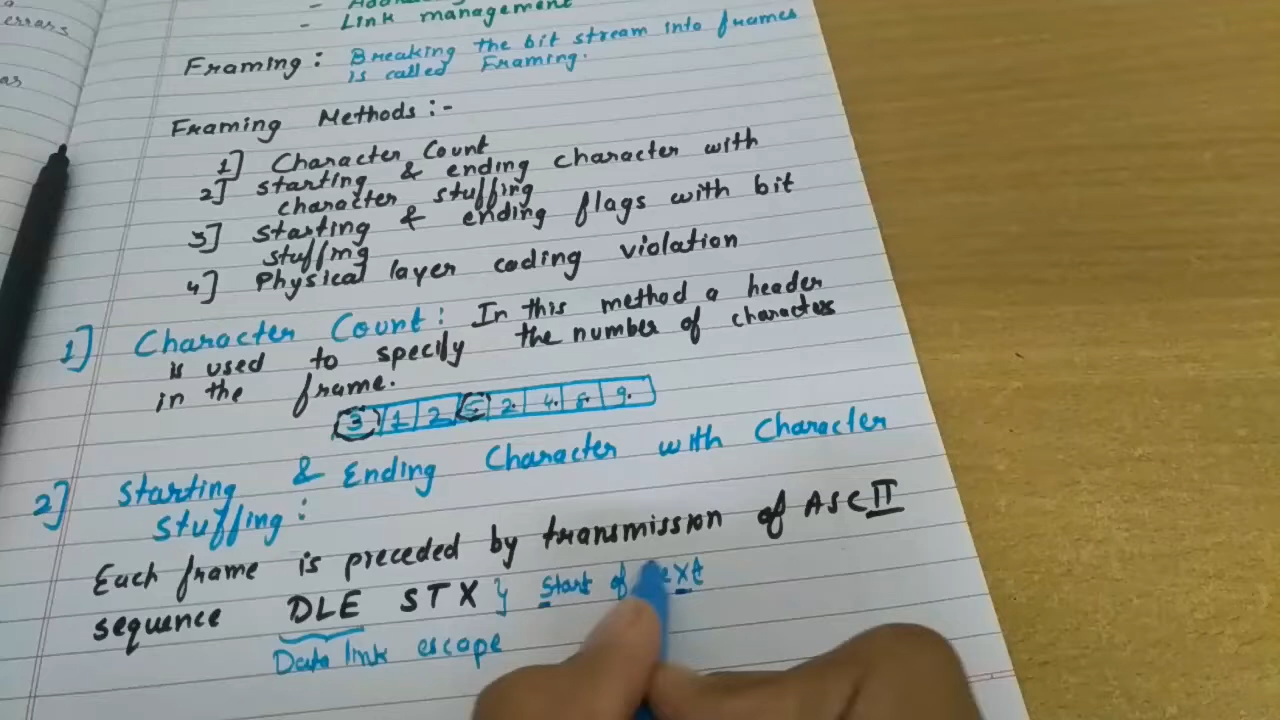 errors
- Link management
Framing : Breaking the bit stream into frames
is called Framing.
Framing Methods :-
1] Character Count
2] starting & ending character with
character stuffing
3] starting & ending flags with bit
stuffing
4] Physical layer coding violation
1] Character Count : In this method a header
is used to specify the number of characters
in the frame.
3 1 2 5 2. 4. 8. 9.
2] Starting & Ending Character with Character
Stuffing :
Each frame is preceded by transmission of ASCII
sequence DLE STX } Start of text
Data link escape